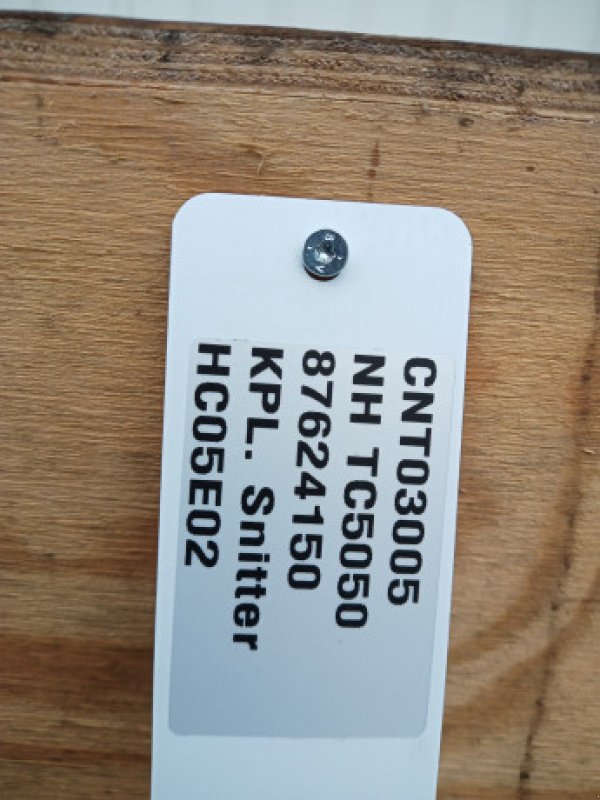 CNT03005
NH TC5050
87624150
KPL. Snitter
HC05E02